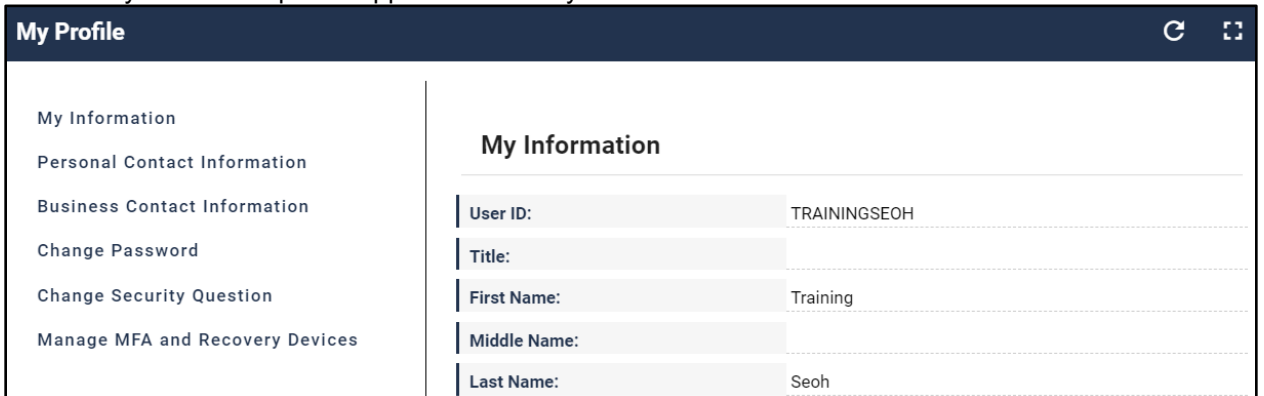 My Profile
My Information
Personal Contact Information
Business Contact Information
Change Password
Change Security Question
Manage MFA and Recovery Devices
My Information
User ID: TRAININGSEOH
Title:
First Name: Training
Middle Name:
Last Name: Seoh